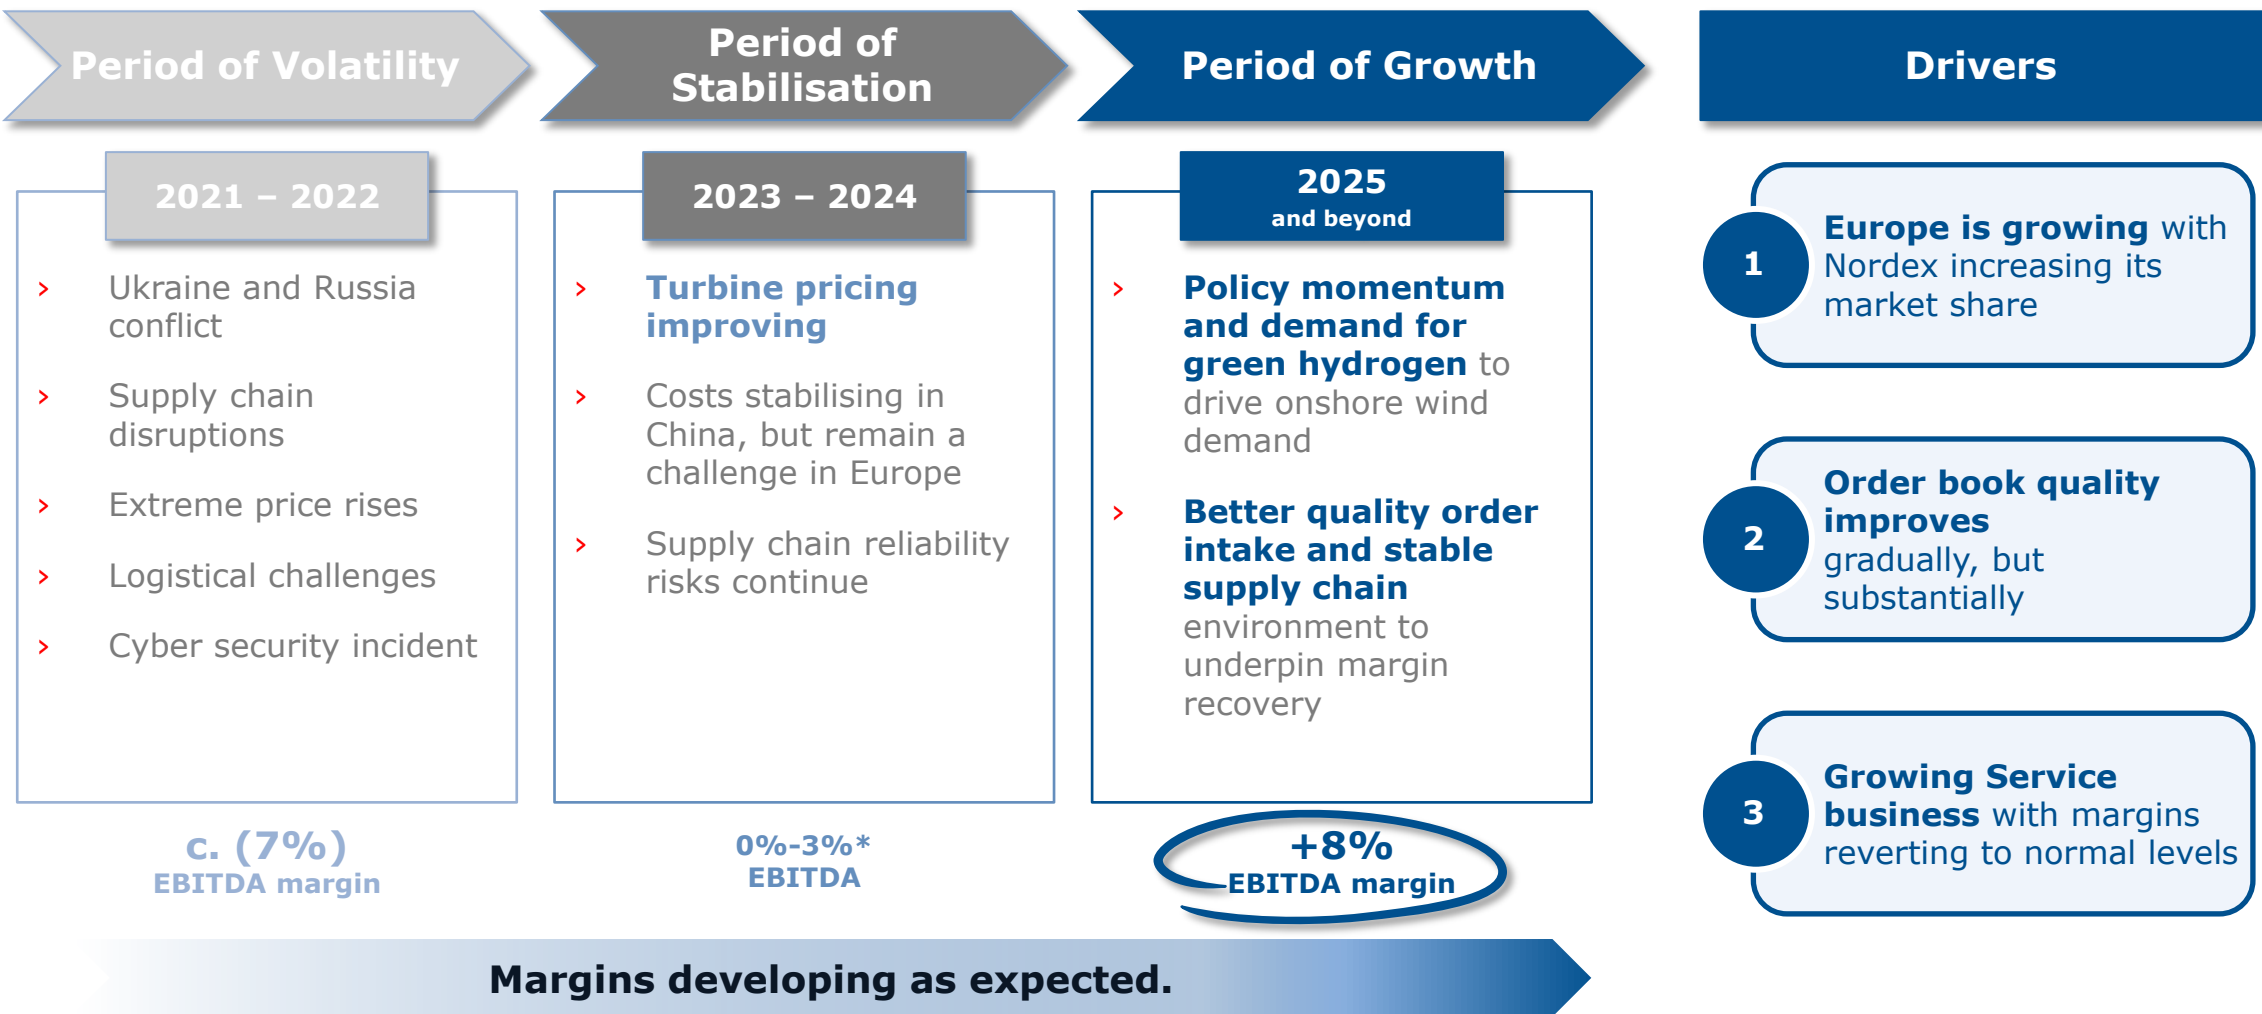 Period of Volatility
Period of
Stabilisation
Period of Growth
Drivers
2021 – 2022
› Ukraine and Russia
conflict
› Supply chain
disruptions
› Extreme price rises
› Logistical challenges
› Cyber security incident
c. (7%)
EBITDA margin
2023 – 2024
› Turbine pricing
improving
› Costs stabilising in
China, but remain a
challenge in Europe
› Supply chain reliability
risks continue
0%-3%*
EBITDA
2025
and beyond
› Policy momentum
and demand for
green hydrogen to
drive onshore wind
demand
› Better quality order
intake and stable
supply chain
environment to
underpin margin
recovery
+8%
EBITDA margin
1
Europe is growing with
Nordex increasing its
market share
2
Order book quality
improves
gradually, but
substantially
3
Growing Service
business with margins
reverting to normal levels
Margins developing as expected.